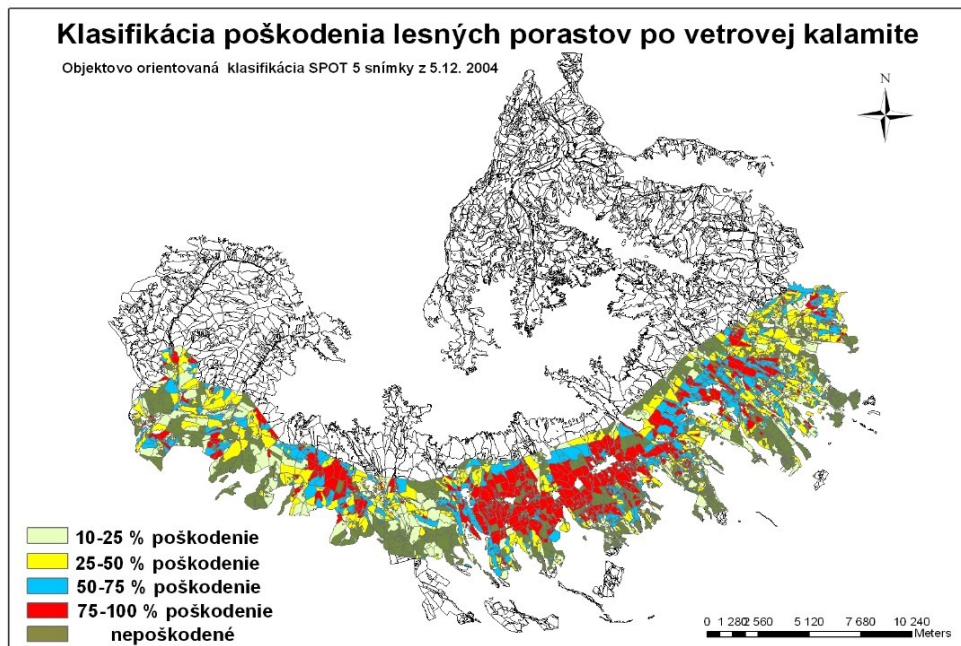 Klasifikácia poškodenia lesných porastov po vetrovej kalamite
Objektovo orientovaná klasifikácia SPOT 5 snímky z 5.12. 2004
N
10-25 % poškodenie
25-50 % poškodenie
50-75 % poškodenie
75-100 % poškodenie
nepoškodené
0 1 280 2 560 5 120 7 680 10 240
Meters